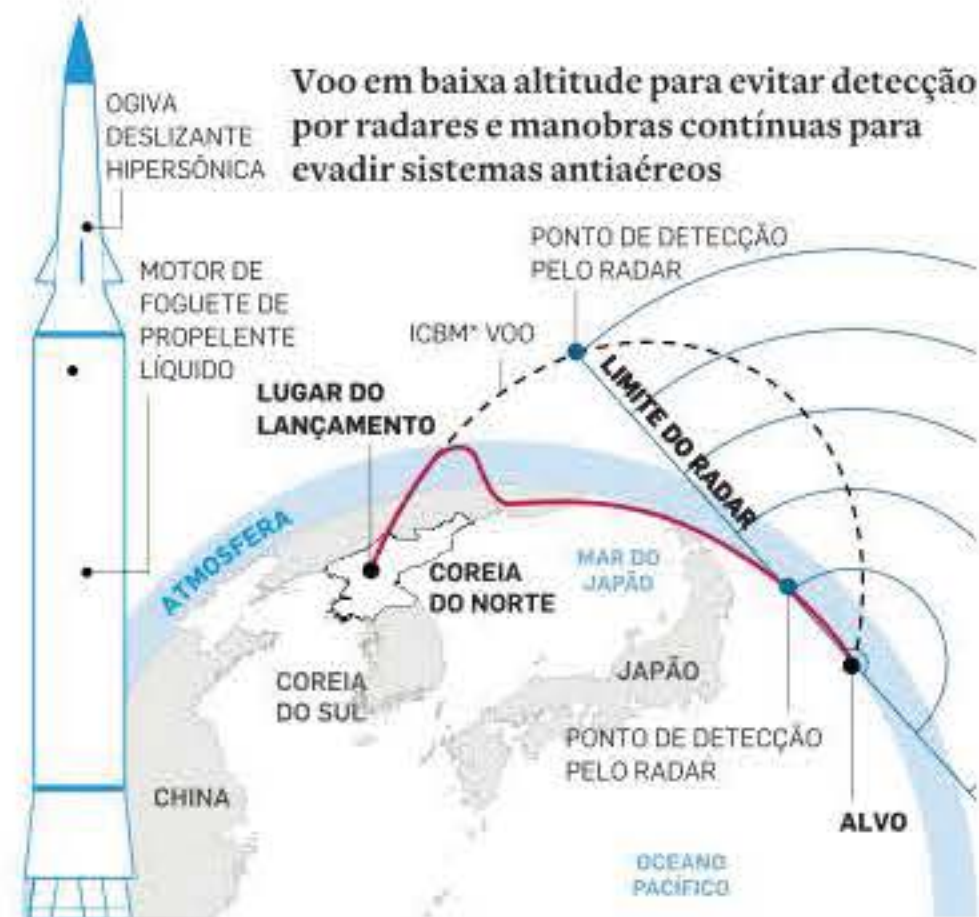 Voo em baixa altitude para evitar detecção
por radares e manobras contínuas para
evadir sistemas antiaéreos
OGIVA
DESLIZANTE
HIPERSÔNICA
MOTOR DE
FOGUETE DE
PROPELENTE
LÍQUIDO
PONTO DE DETECÇÃO
PELO RADAR
ICBM* VOO
LUGAR DO
LANÇAMENTO
LIMITE DO RADAR
ATMOSFERA
COREIA
DO NORTE
MAR DO
JAPÃO
COREIA
DO SUL
JAPÃO
PONTO DE DETECÇÃO
PELO RADAR
CHINA
ALVO
OCEANO
PACÍFICO